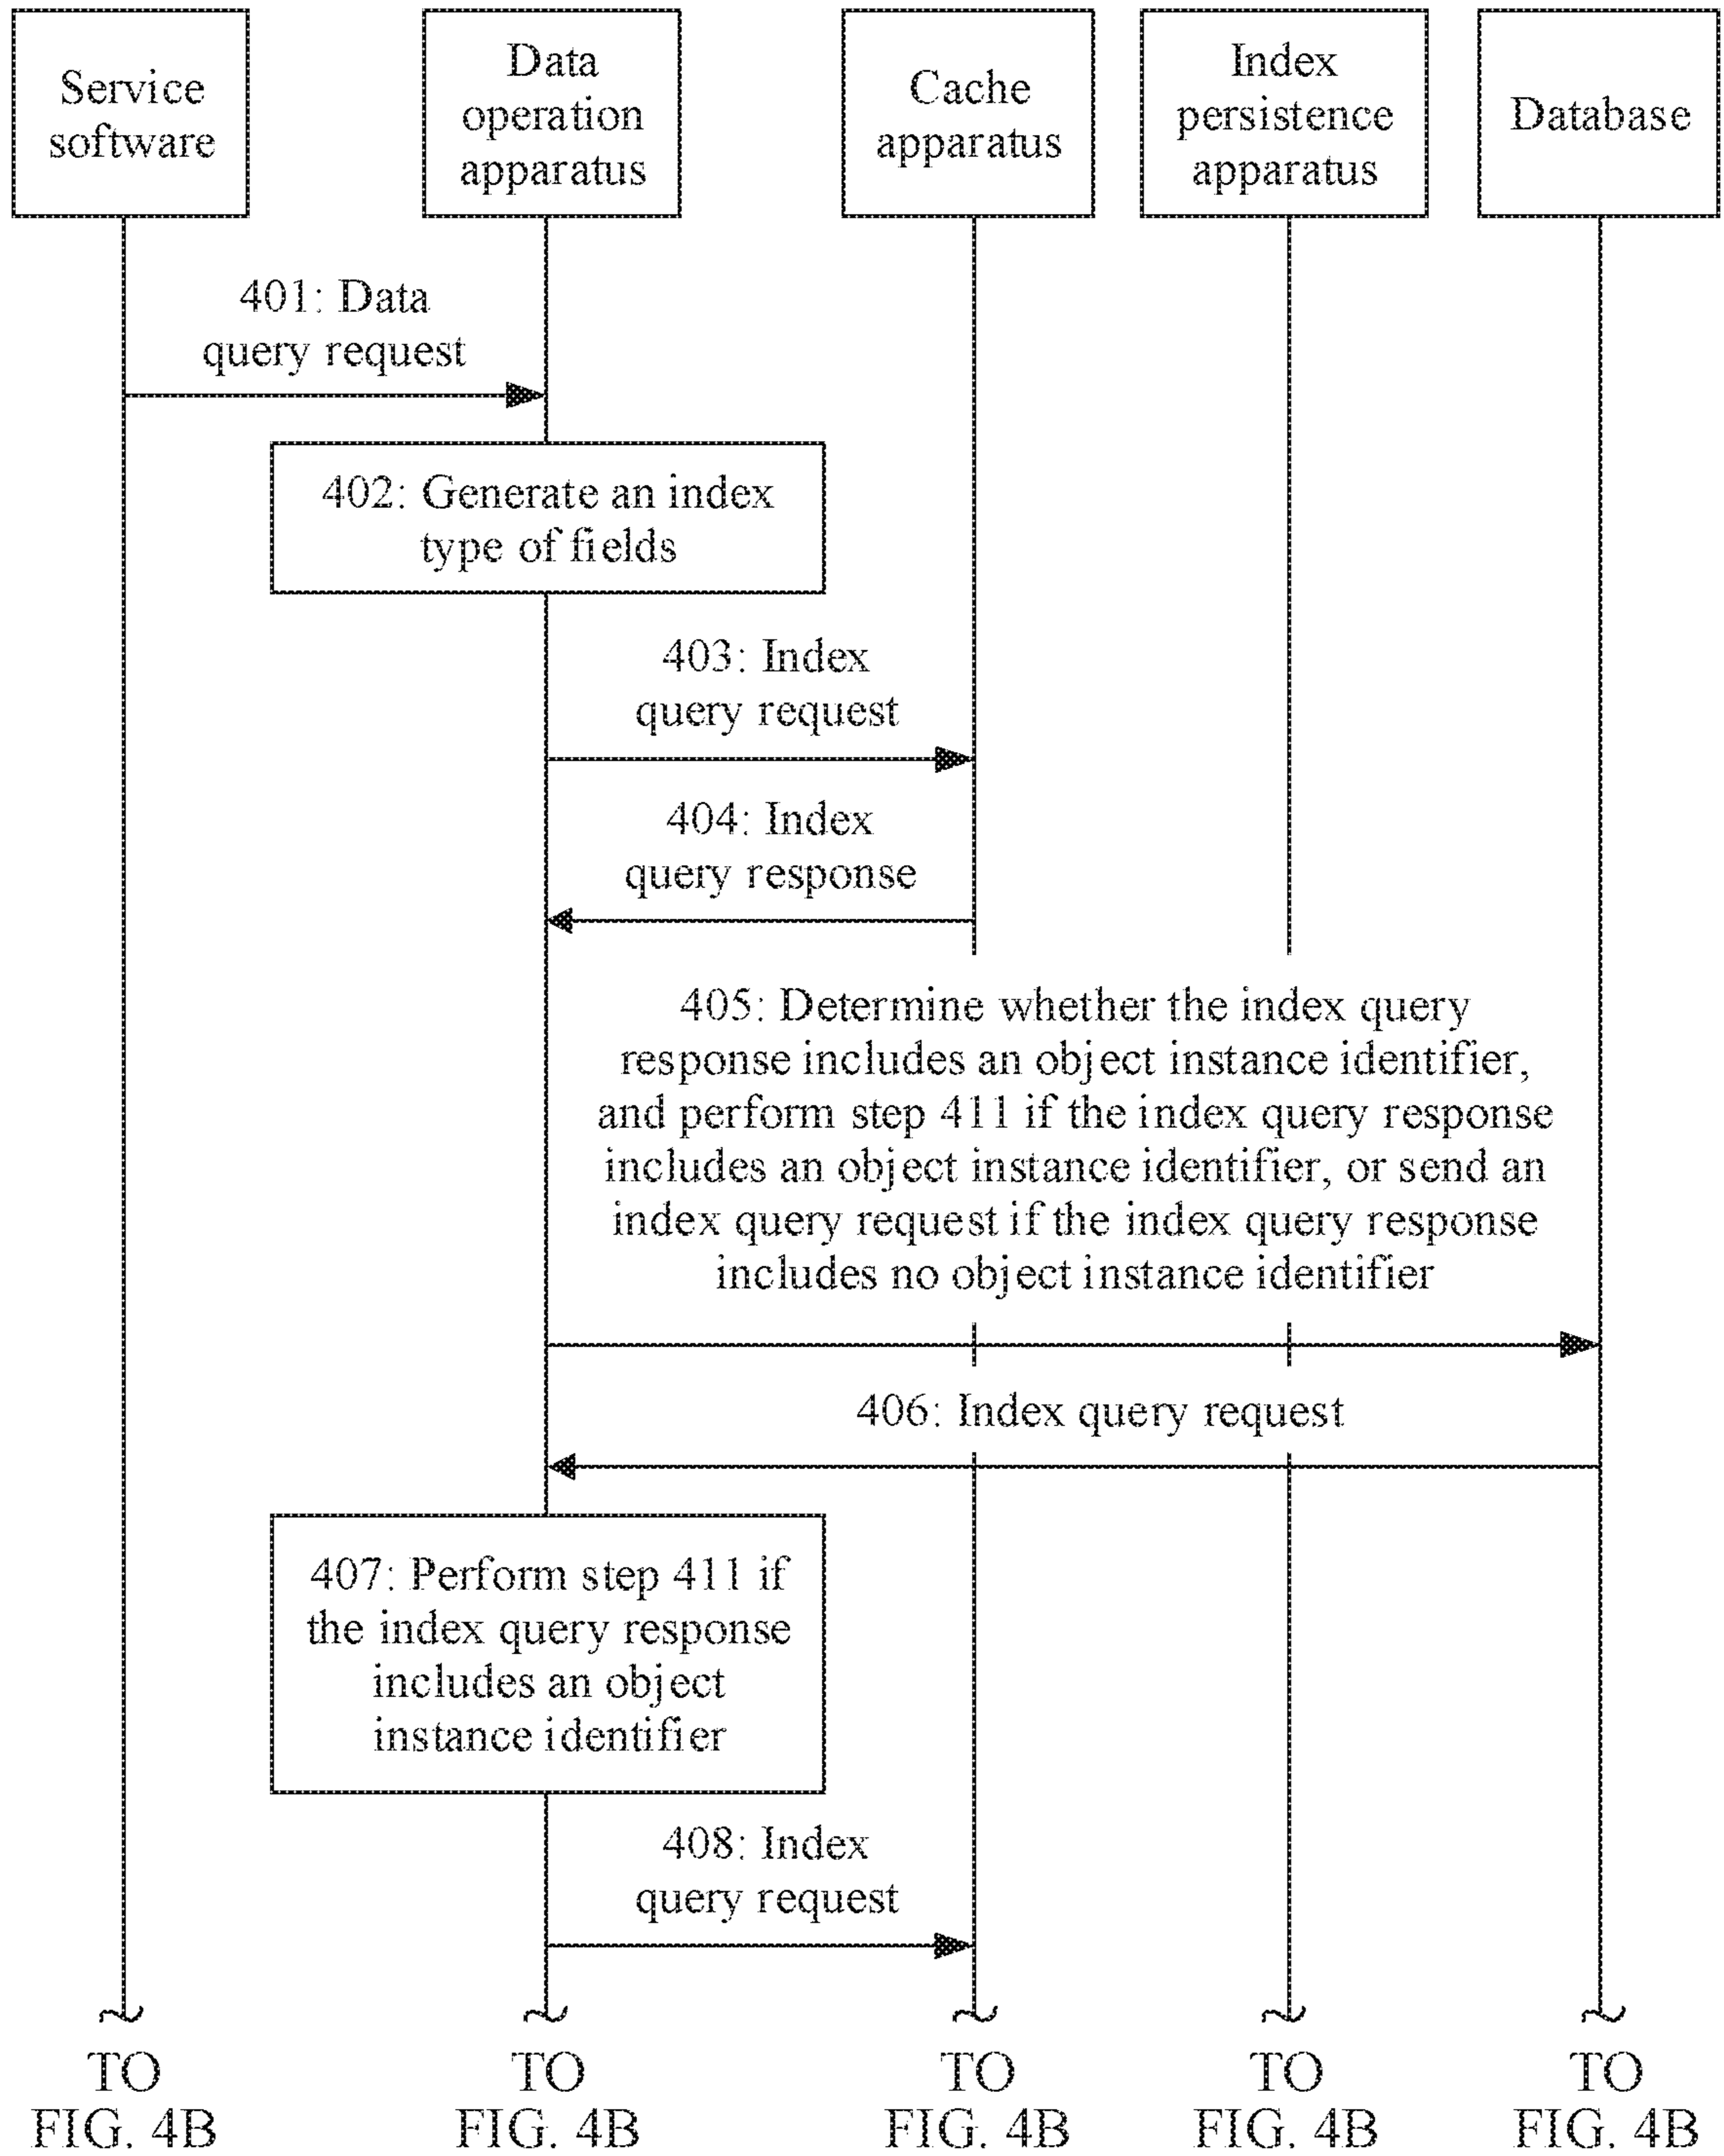 Service
software
Data
operation
apparatus
Cache
apparatus
Index
persistence
apparatus
Database
401: Data
query request
402: Generate an index
type of fields
403: Index
query request
404: Index
query response
405: Determine whether the index query
response includes an object instance identifier,
and perform step 411 if the index query response
includes an object instance identifier, or send an
index query request if the index query response
includes no object instance identifier
406: Index query request
407: Perform step 411 if
the index query response
includes an object
instance identifier
408: Index
query request
TO
FIG. 4B
TO
FIG. 4B
TO
FIG. 4B
TO
FIG. 4B
TO
FIG. 4B